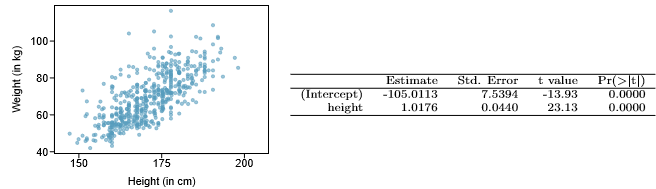 Weight (in kg)
100
80
60
40
150 175 200
Height (in cm)
Estimate Std. Error t value Pr(>|t|)
(Intercept) -105.0113 7.5394 -13.93 0.0000
height 1.0176 0.0440 23.13 0.0000